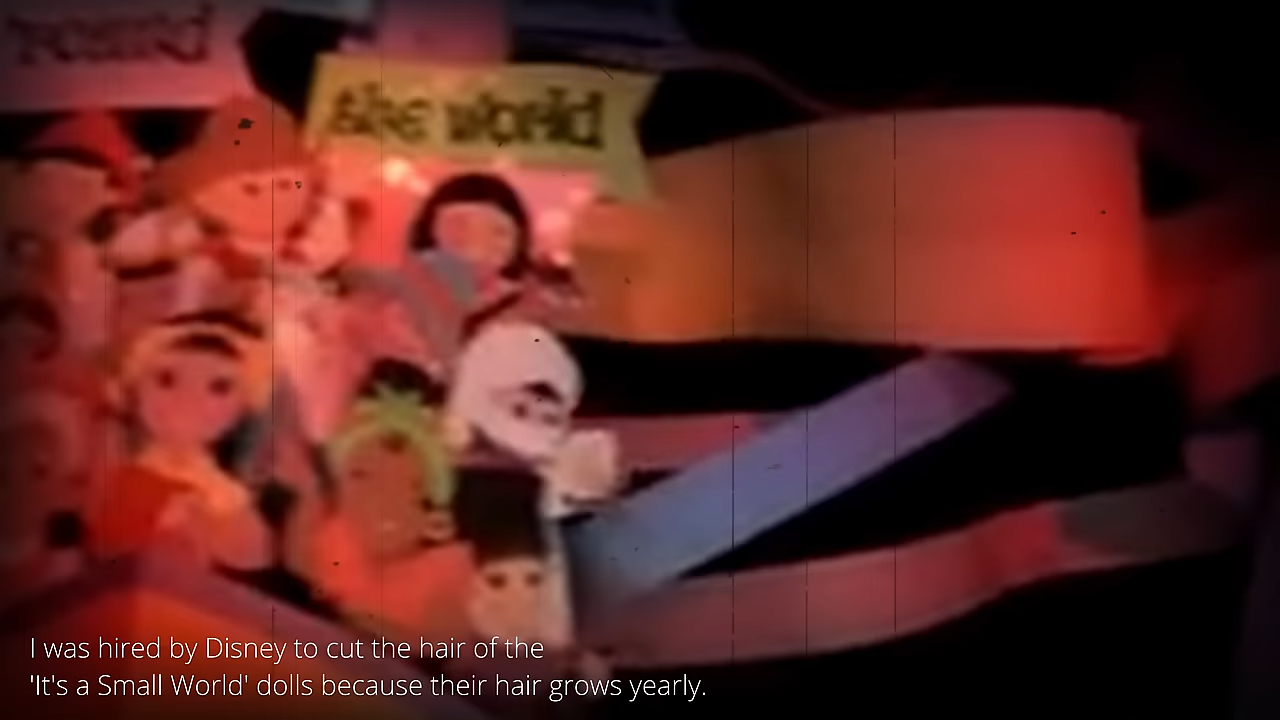 round
the world
I was hired by Disney to cut the hair of the
'It's a Small World' dolls because their hair grows yearly.